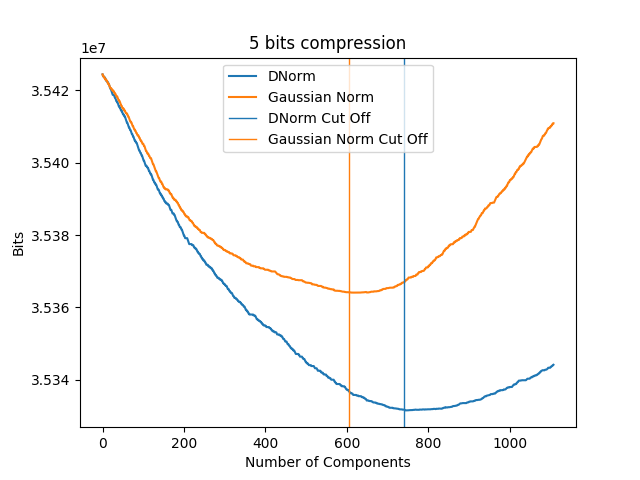 5 bits compression
1e7
DNorm
Gaussian Norm
DNorm Cut Off
Gaussian Norm Cut Off
3.542
3.540
3.538
3.536
3.534
Bits
0 200 400 600 800 1000
Number of Components